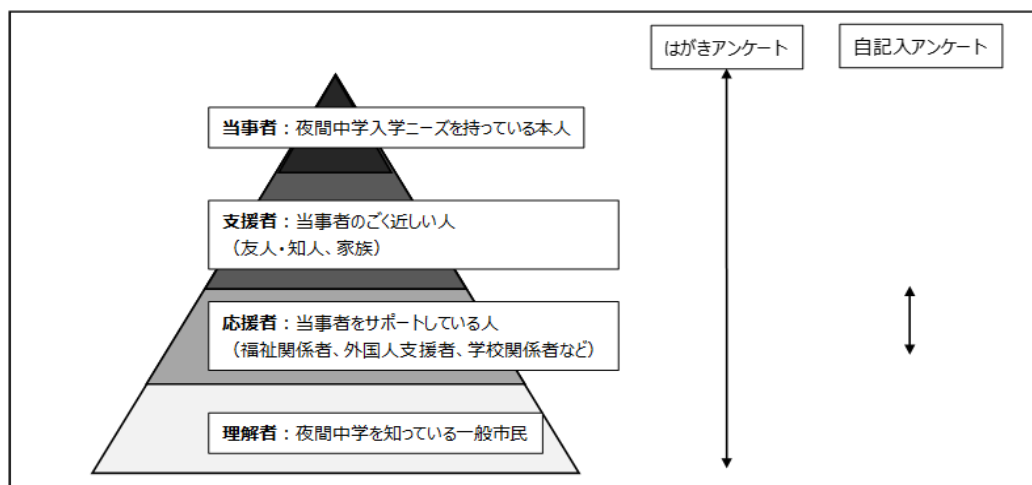 はがきアンケート
自記入アンケート
当事者：夜間中学入学ニーズを持っている本人
支援者：当事者のごく近しい人
（友人・知人、家族）
応援者：当事者をサポートしている人
（福祉関係者、外国人支援者、学校関係者など）
理解者：夜間中学を知っている一般市民